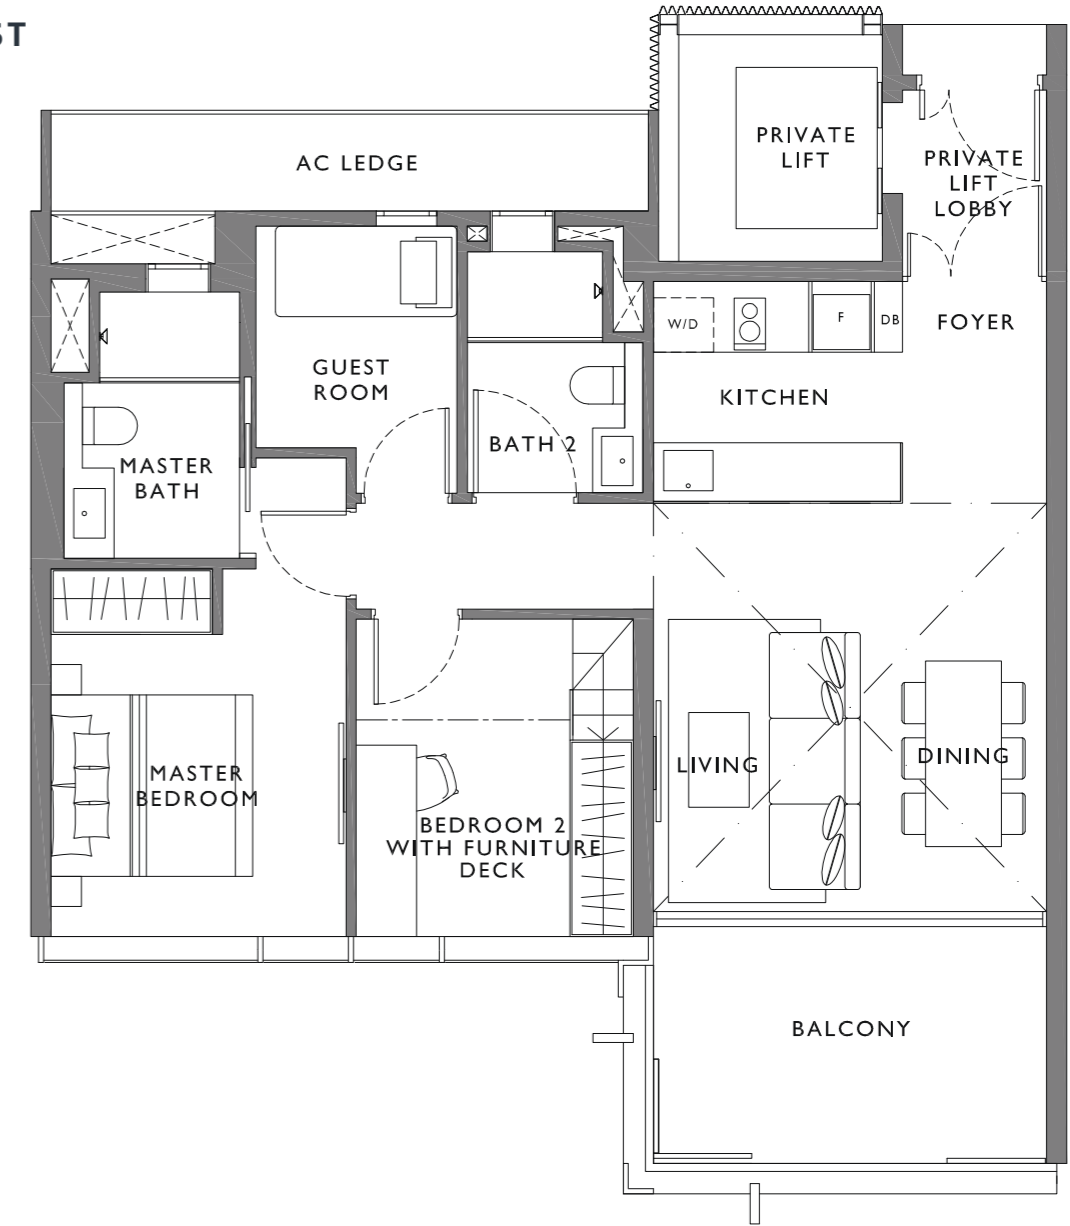 ST
AC LEDGE
PRIVATE
LIFT
PRIVATE
LIFT
LOBBY
W/D
F
DB
FOYER
GUEST
ROOM
KITCHEN
BATH 2
MASTER
BATH
MASTER
BEDROOM
LIVING
DINING
BEDROOM 2
WITH FURNITURE
DECK
BALCONY